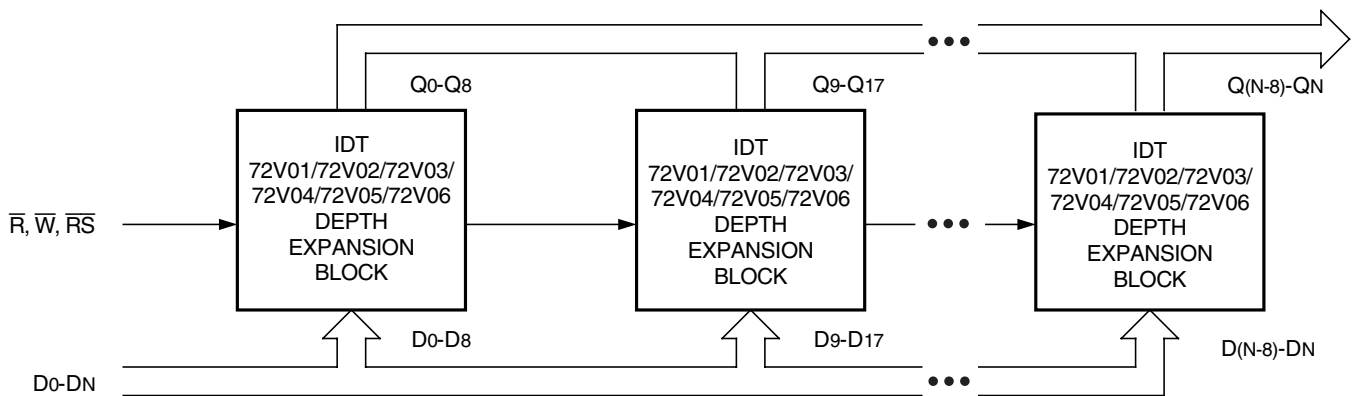 Q0-Q8
Q9-Q17
Q(N-8)-QN
IDT
72V01/72V02/72V03/
72V04/72V05/72V06
DEPTH
EXPANSION
BLOCK
IDT
72V01/72V02/72V03/
72V04/72V05/72V06
DEPTH
EXPANSION
BLOCK
IDT
72V01/72V02/72V03/
72V04/72V05/72V06
DEPTH
EXPANSION
BLOCK
R̅, W̅, R̅S̅
D0-D8
D9-D17
D(N-8)-DN
D0-DN